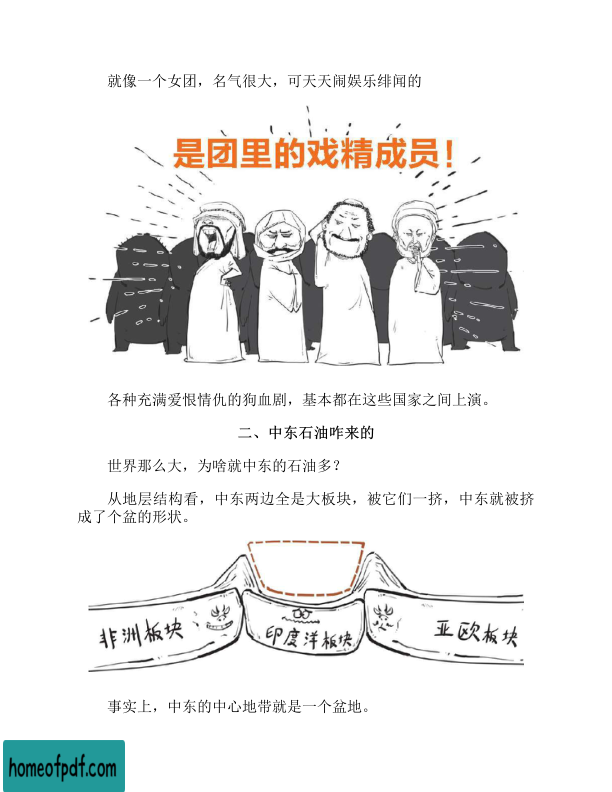 就像一个女团，名气很大，可天天闹娱乐绯闻的
是团里的戏精成员！
各种充满爱恨情仇的狗血剧，基本都在这些国家之间上演。
二、中东石油咋来的
世界那么大，为啥就中东的石油多？
从地层结构看，中东两边全是大板块，被它们一挤，中东就被挤
成了个盆的形状。
非洲板块
印度洋板块
亚欧板块
事实上，中东的中心地带就是一个盆地。
homeofpdf.com